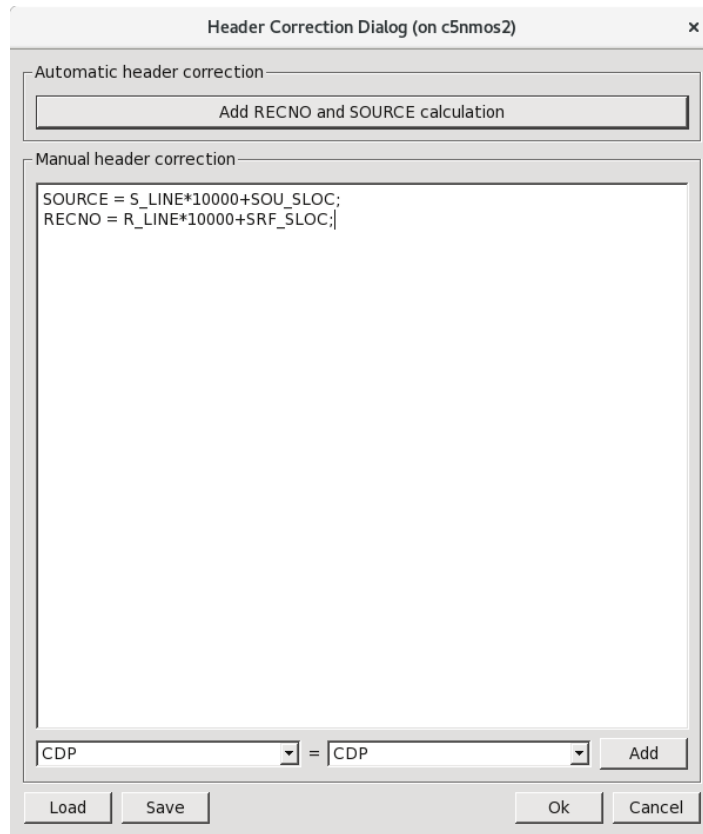 Header Correction Dialog (on c5nmos2) ×
Automatic header correction
Add RECNO and SOURCE calculation
Manual header correction
SOURCE = S_LINE*10000+SOU_SLOC;
RECNO = R_LINE*10000+SRF_SLOC;
CDP = CDP Add
Load Save Ok Cancel